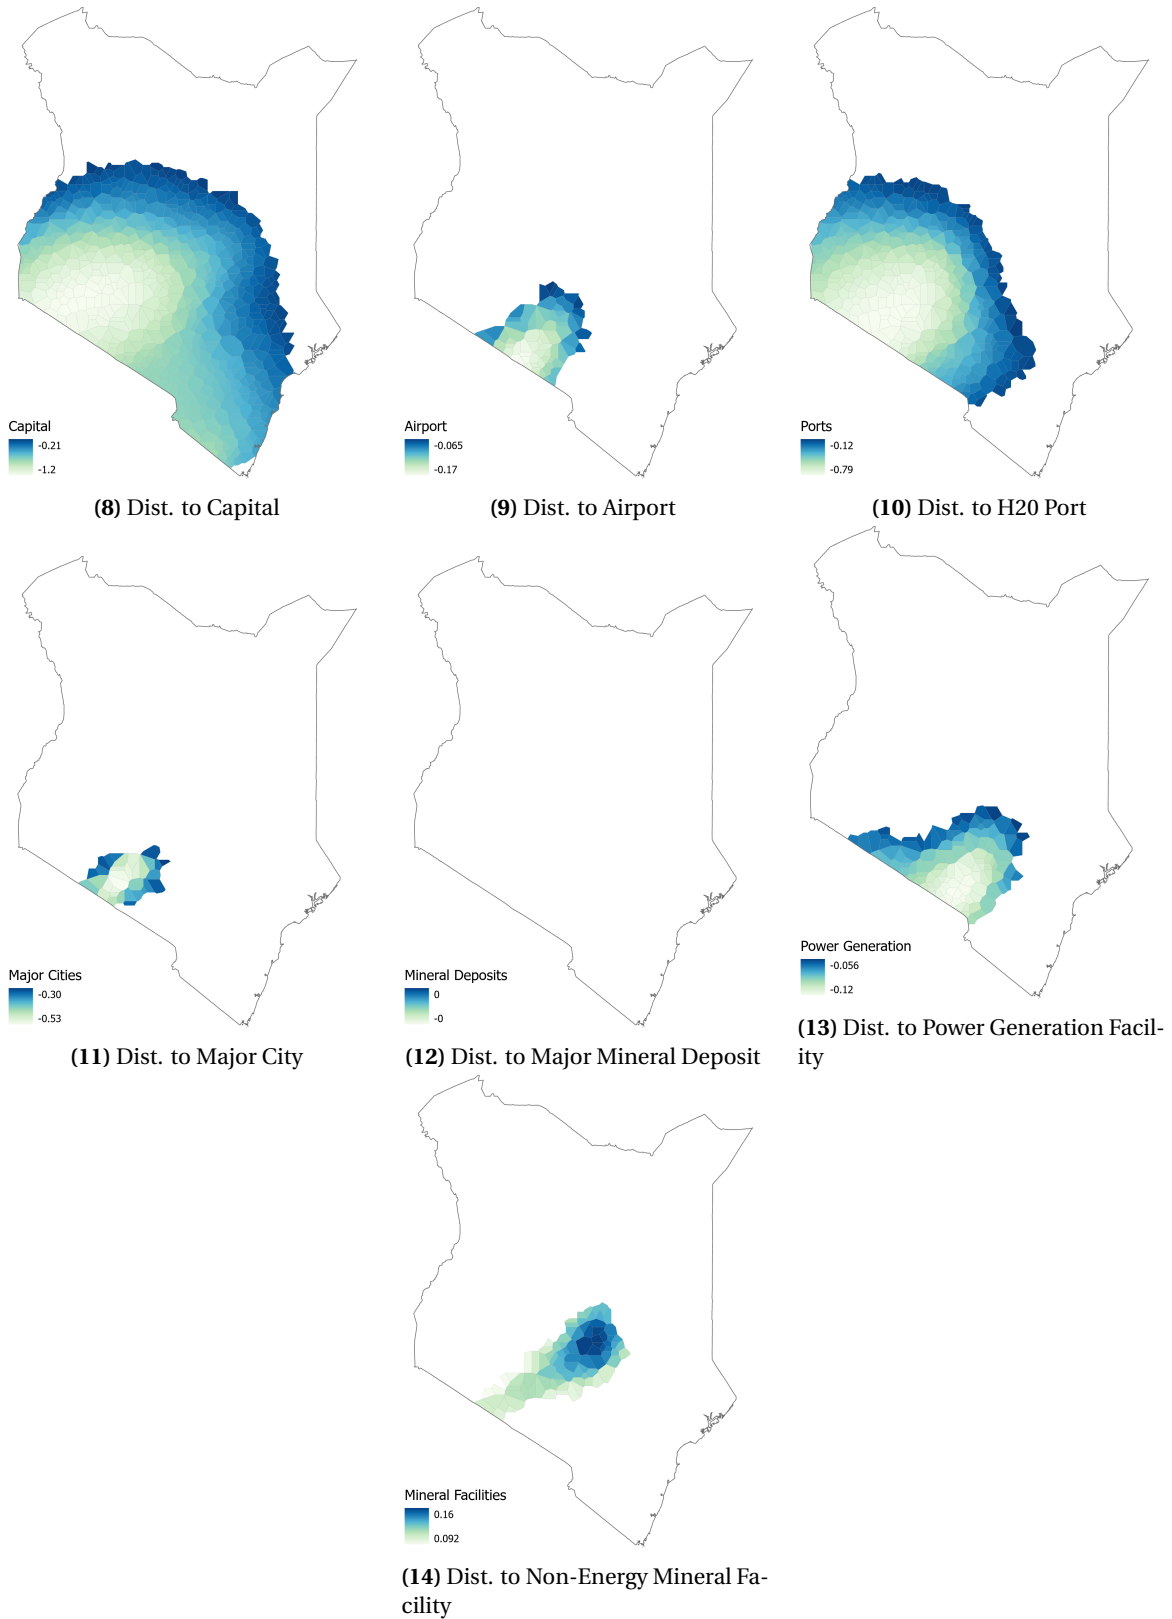 Capital
-0.21
-1.2
(8) Dist. to Capital
Airport
-0.065
-0.17
(9) Dist. to Airport
Ports
-0.12
-0.79
(10) Dist. to H20 Port
Major Cities
-0.30
-0.53
(11) Dist. to Major City
Mineral Deposits
0
-0
(12) Dist. to Major Mineral Deposit
Power Generation
-0.056
-0.12
(13) Dist. to Power Generation Facil-
ity
Mineral Facilities
0.16
0.092
(14) Dist. to Non-Energy Mineral Fa-
cility